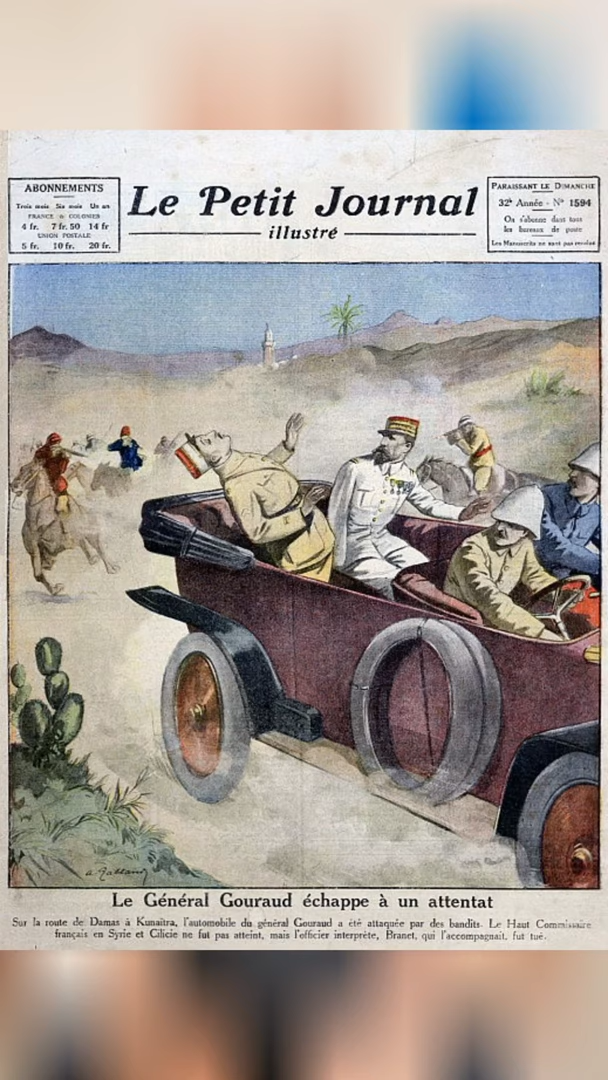 ABONNEMENTS
Trois mois Six mois Un an
FRANCE & COLONIES
4 fr. 7 fr. 50 14 fr
UNION POSTALE
5 fr. 10 fr. 20 fr.
Le Petit Journal
illustré
PARAISSANT LE DIMANCHE
32e Année - No 1594
On s'abonne dans tous
les bureaux de poste
Les Manuscrits ne sont pas rendus
Le Général Gouraud échappe à un attentat
Sur la route de Damas à Kunaitra, l'automobile du général Gouraud a été attaquée par des bandits. Le Haut Commissaire
français en Syrie et Cilicie ne fut pas atteint, mais l'officier interprète, Branet, qui l'accompagnait, fut tué.